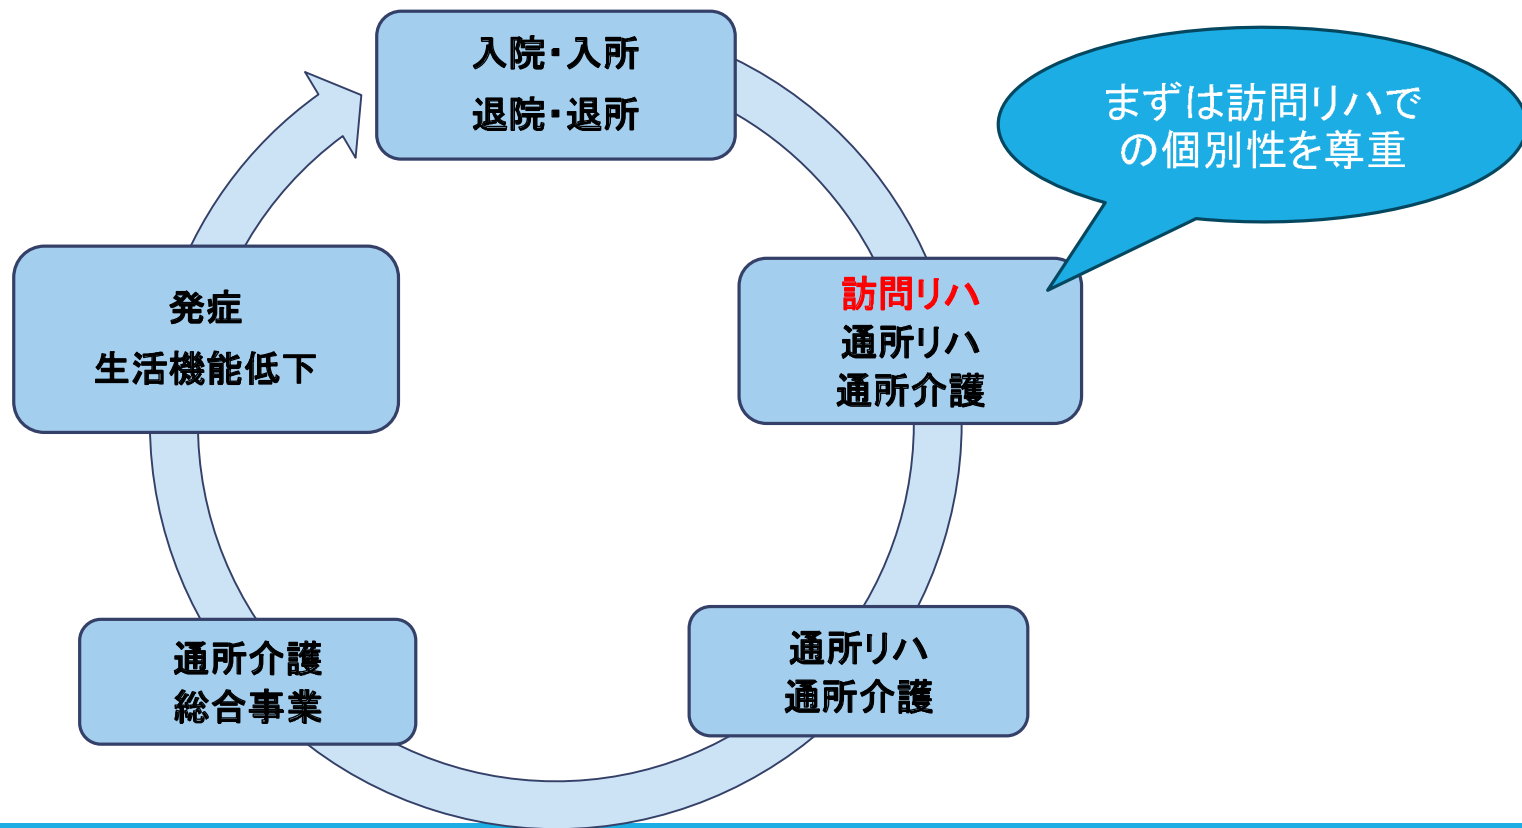 入院・入所
退院・退所
まずは訪問リハで
の個別性を尊重
訪問リハ
通所リハ
通所介護
通所リハ
通所介護
通所介護
総合事業
発症
生活機能低下